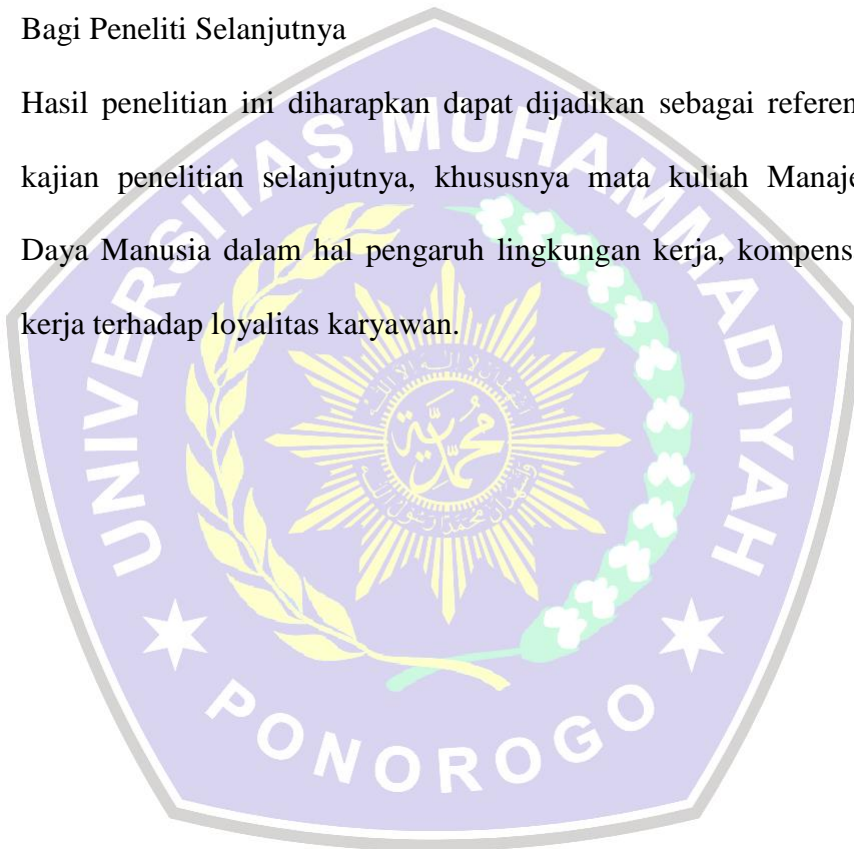 Bagi Peneliti Selanjutnya
Hasil penelitian ini diharapkan dapat dijadikan sebagai referen
kajian penelitian selanjutnya, khususnya mata kuliah Manaje
Daya Manusia dalam hal pengaruh lingkungan kerja, kompens
kerja terhadap loyalitas karyawan.
UNIVERSITAS MUHAMMADIYAH
PONOROGO
محمدية